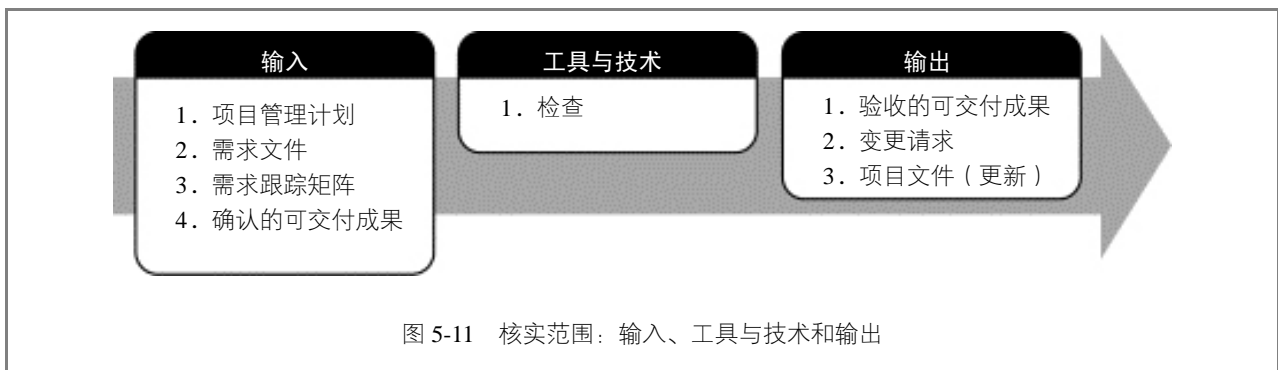 输入
1．项目管理计划
2．需求文件
3．需求跟踪矩阵
4．确认的可交付成果
工具与技术
1．检查
输出
1．验收的可交付成果
2．变更请求
3．项目文件（更新）
图 5-11　核实范围：输入、工具与技术和输出